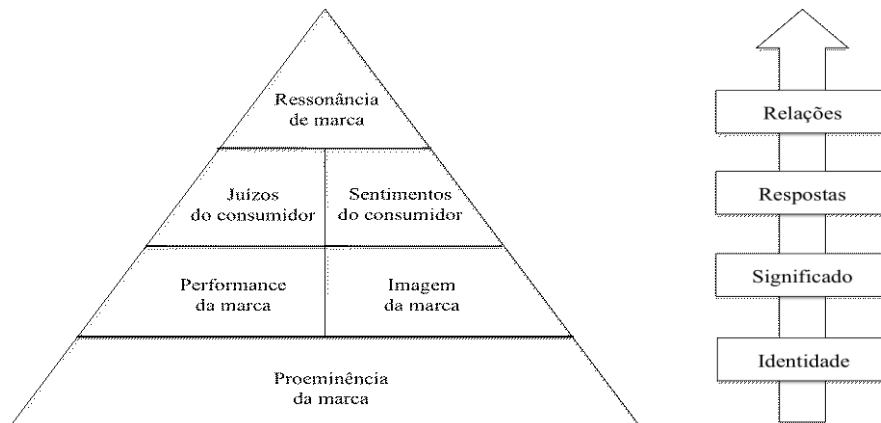 Ressonância
de marca
Juízos
do consumidor
Sentimentos
do consumidor
Performance
da marca
Imagem
da marca
Proeminência
da marca
Relações
Respostas
Significado
Identidade